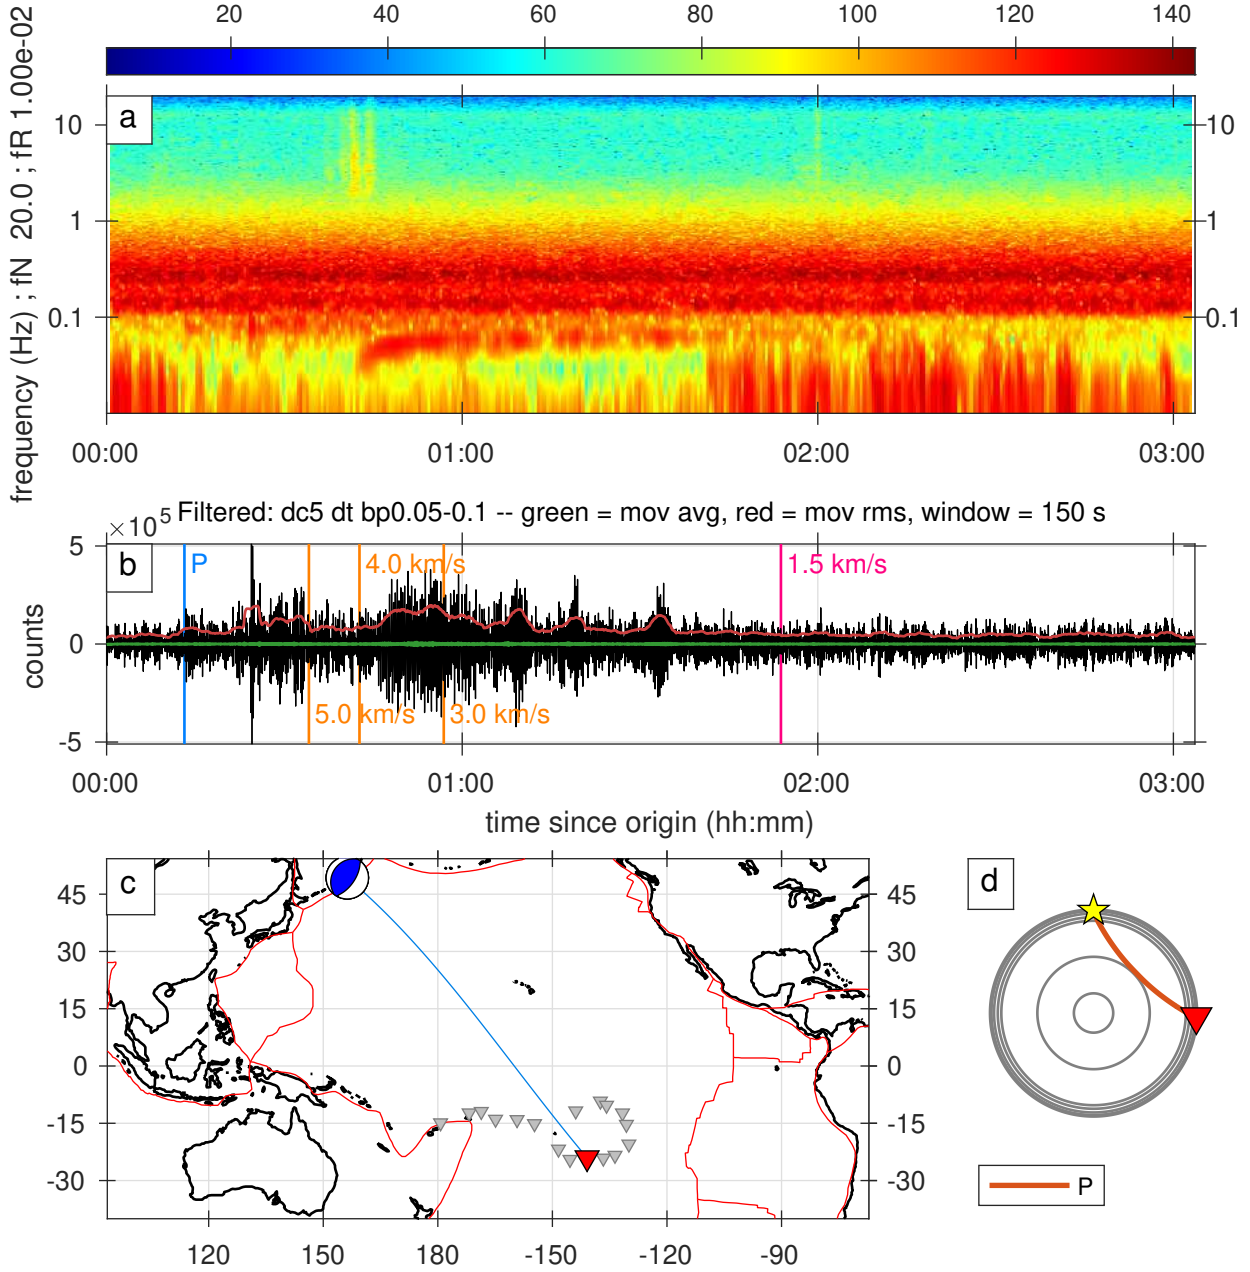 20 40 60 80 100 120 140
frequency (Hz) ; fN 20.0 ; fR 1.00e-02
a
10 10
1 1
0.1 0.1
00:00 01:00 02:00 03:00
×10^5 Filtered: dc5 dt bp0.05-0.1 -- green = mov avg, red = mov rms, window = 150 s
b
5
0
-5
counts
P
4.0 km/s
1.5 km/s
5.0 km/s
3.0 km/s
00:00 01:00 02:00 03:00
time since origin (hh:mm)
c
45 45
30 30
15 15
0 0
-15 -15
-30 -30
120 150 180 -150 -120 -90
d
P